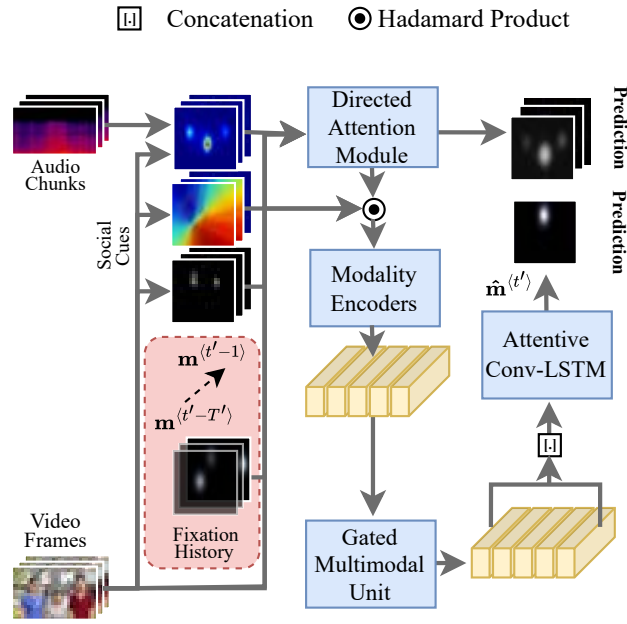 [.] Concatenation
Hadamard Product
Audio
Chunks
Social
Cues
Directed
Attention
Module
Prediction
Prediction
Modality
Encoders
m̂⟨t′⟩
Attentive
Conv-LSTM
m⟨t′−1⟩
m⟨t′−T′⟩
[.]
Fixation
History
Video
Frames
Gated
Multimodal
Unit